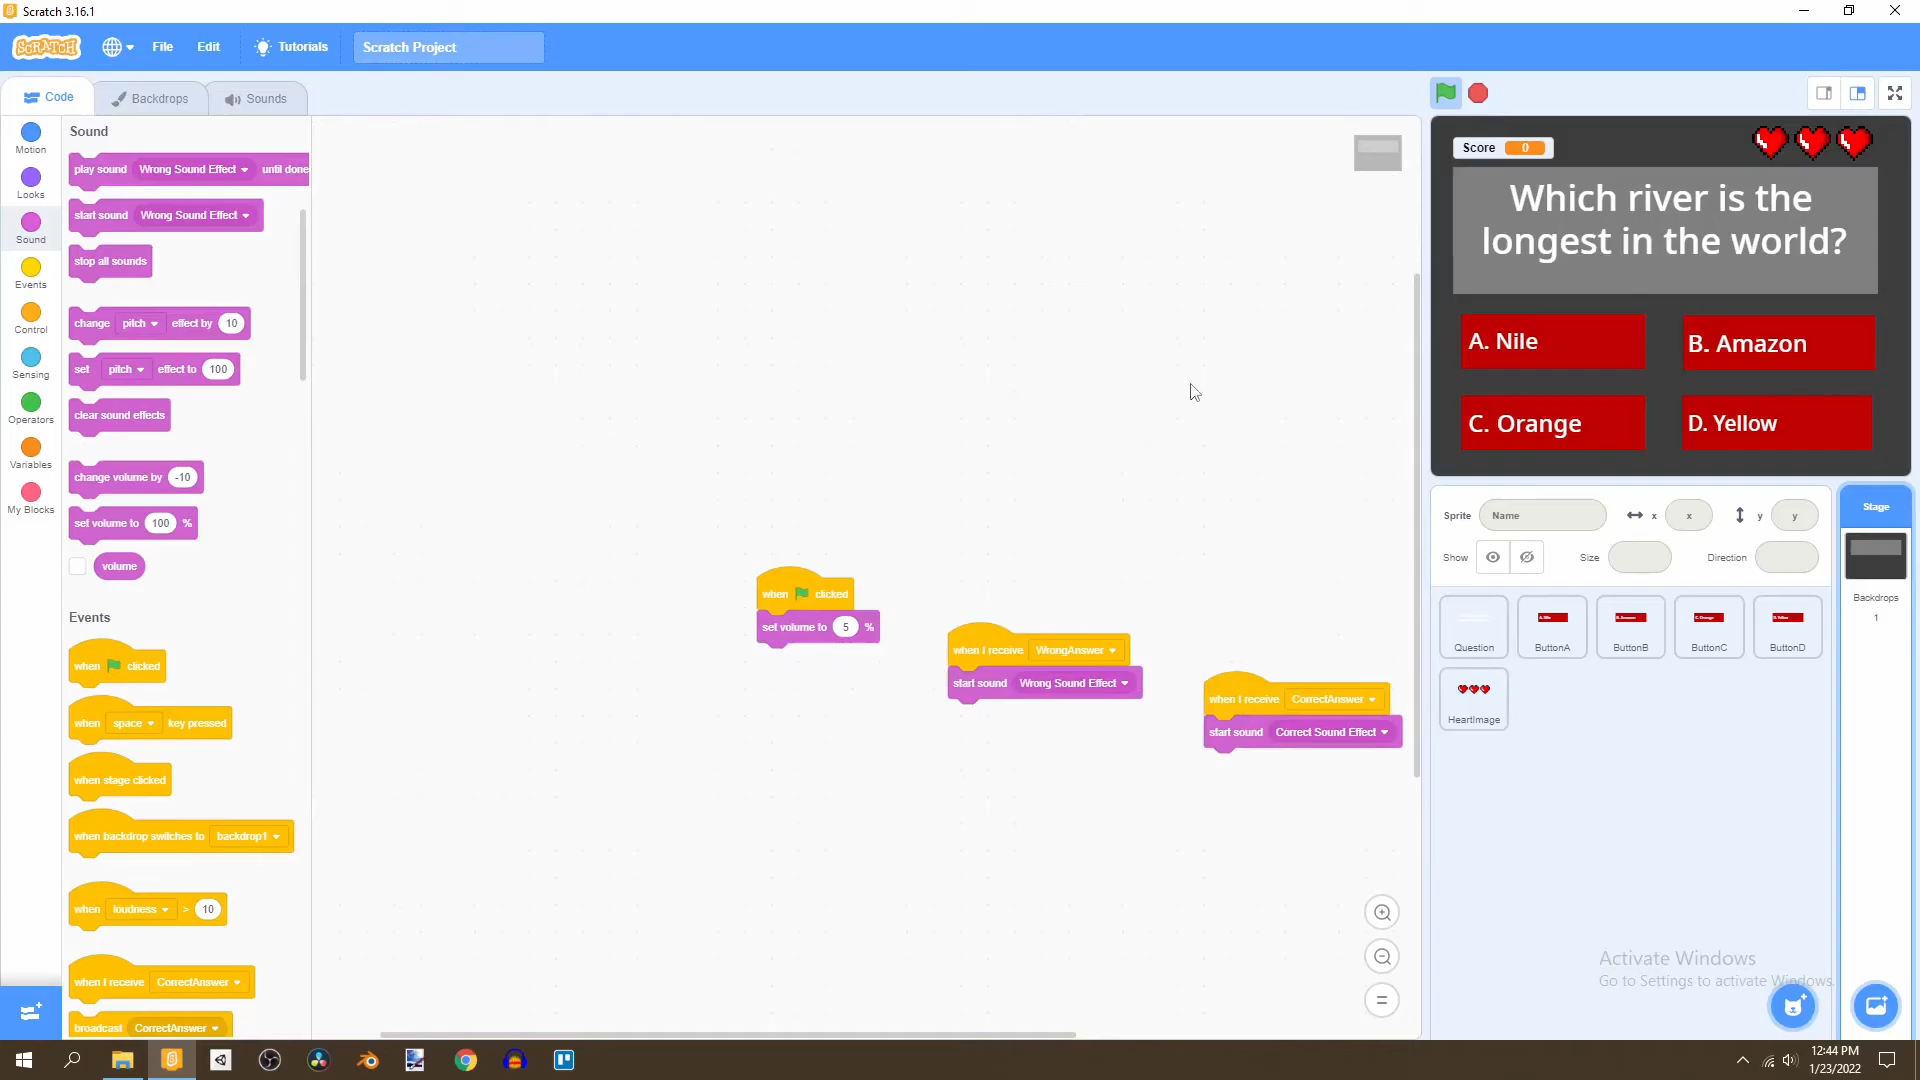 Scratch 3.16.1
SCRATCH
File
Edit
Tutorials
Scratch Project
Code
Backdrops
Sounds
Motion
Looks
Sound
Events
Control
Sensing
Operators
Variables
My Blocks
Sound
play sound Wrong Sound Effect until done
start sound Wrong Sound Effect
stop all sounds
change pitch effect by 10
set pitch effect to 100
clear sound effects
change volume by -10
set volume to 100 %
volume
Events
when clicked
when space key pressed
when stage clicked
when backdrop switches to backdrop1
when loudness > 10
when I receive CorrectAnswer
broadcast CorrectAnswer
when clicked
set volume to 5 %
when I receive WrongAnswer
start sound Wrong Sound Effect
when I receive CorrectAnswer
start sound Correct Sound Effect
Score 0
Which river is the
longest in the world?
A. Nile
B. Amazon
C. Orange
D. Yellow
Sprite Name x x y y
Show Size Direction
Stage
Backdrops
1
Question
ButtonA
ButtonB
ButtonC
ButtonD
HeartImage
Activate Windows
Go to Settings to activate Windows.
12:44 PM
1/23/2022